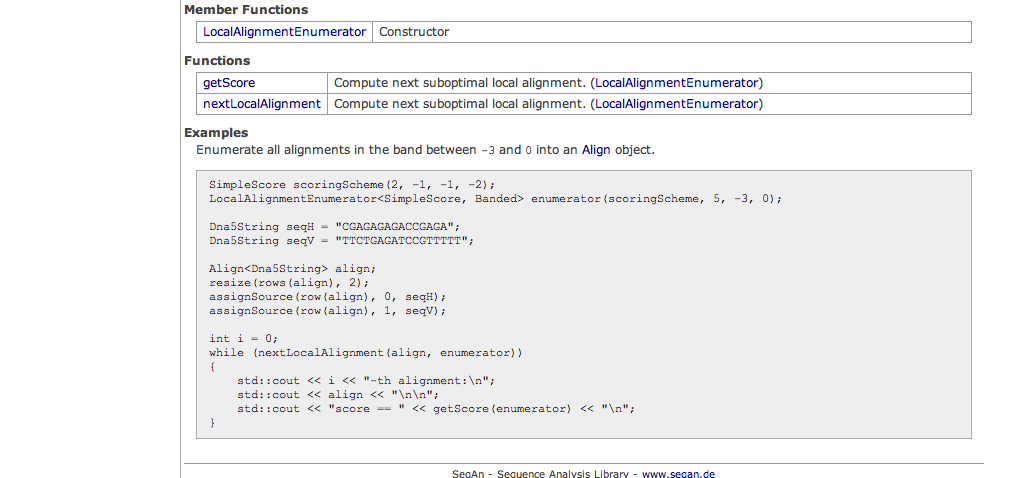 Member Functions
LocalAlignmentEnumerator Constructor
Functions
getScore Compute next suboptimal local alignment. (LocalAlignmentEnumerator)
nextLocalAlignment Compute next suboptimal local alignment. (LocalAlignmentEnumerator)
Examples
Enumerate all alignments in the band between -3 and 0 into an Align object.
SimpleScore scoringScheme(2, -1, -1, -2);
LocalAlignmentEnumerator<SimpleScore, Banded> enumerator(scoringScheme, 5, -3, 0);
Dna5String seqH = "CGAGAGAGACCGAGA";
Dna5String seqV = "TTCTGAGATCCGTTTTT";
Align<Dna5String> align;
resize(rows(align), 2);
assignSource(row(align), 0, seqH);
assignSource(row(align), 1, seqV);
int i = 0;
while (nextLocalAlignment(align, enumerator))
{
    std::cout << i << "-th alignment:\n";
    std::cout << align << "\n\n";
    std::cout << "score == " << getScore(enumerator) << "\n";
}
SeqAn - Sequence Analysis Library - www.seqan.de